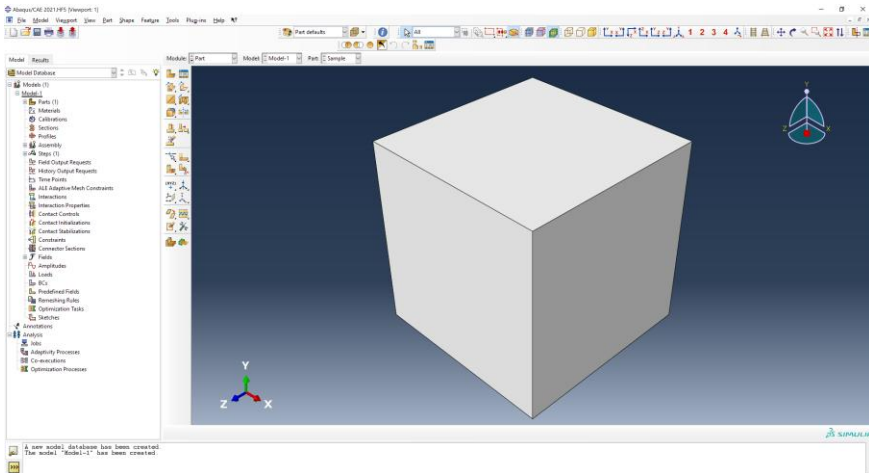 Abaqus/CAE 2021.HF5 [Viewport: 1]
File Model Viewport View Part Shape Feature Tools Plug-ins Help
Part defaults
All
1 2 3 4
Model Results
Module: Part Model: Model-1 Part: Sample
Model Database
Models (1)
Model-1
Parts (1)
Materials
Calibrations
Sections
Profiles
Assembly
Steps (1)
Field Output Requests
History Output Requests
Time Points
ALE Adaptive Mesh Constraints
Interactions
Interaction Properties
Contact Controls
Contact Initializations
Contact Stabilizations
Constraints
Connector Sections
Fields
Amplitudes
Loads
BCs
Predefined Fields
Remeshing Rules
Optimization Tasks
Sketches
Annotations
Analysis
Jobs
Adaptivity Processes
Co-executions
Optimization Processes
Y
Z
X
Y
Z
X
SIMULIA
A new model database has been created.
The model "Model-1" has been created.